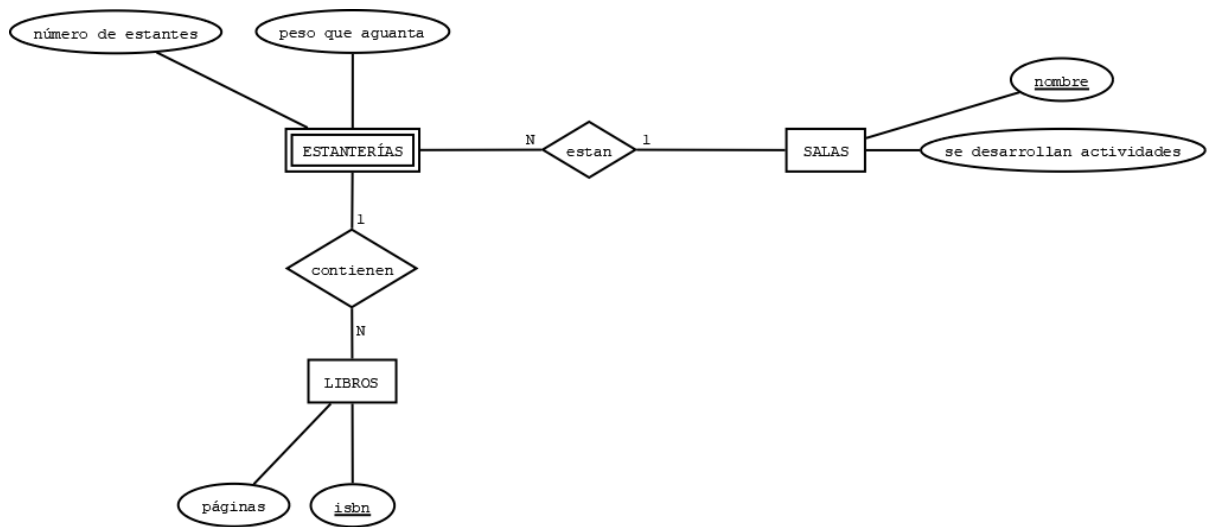 número de estantes
peso que aguanta
nombre
ESTANTERÍAS
N
estan
1
SALAS
se desarrollan actividades
1
contienen
N
LIBROS
páginas
isbn